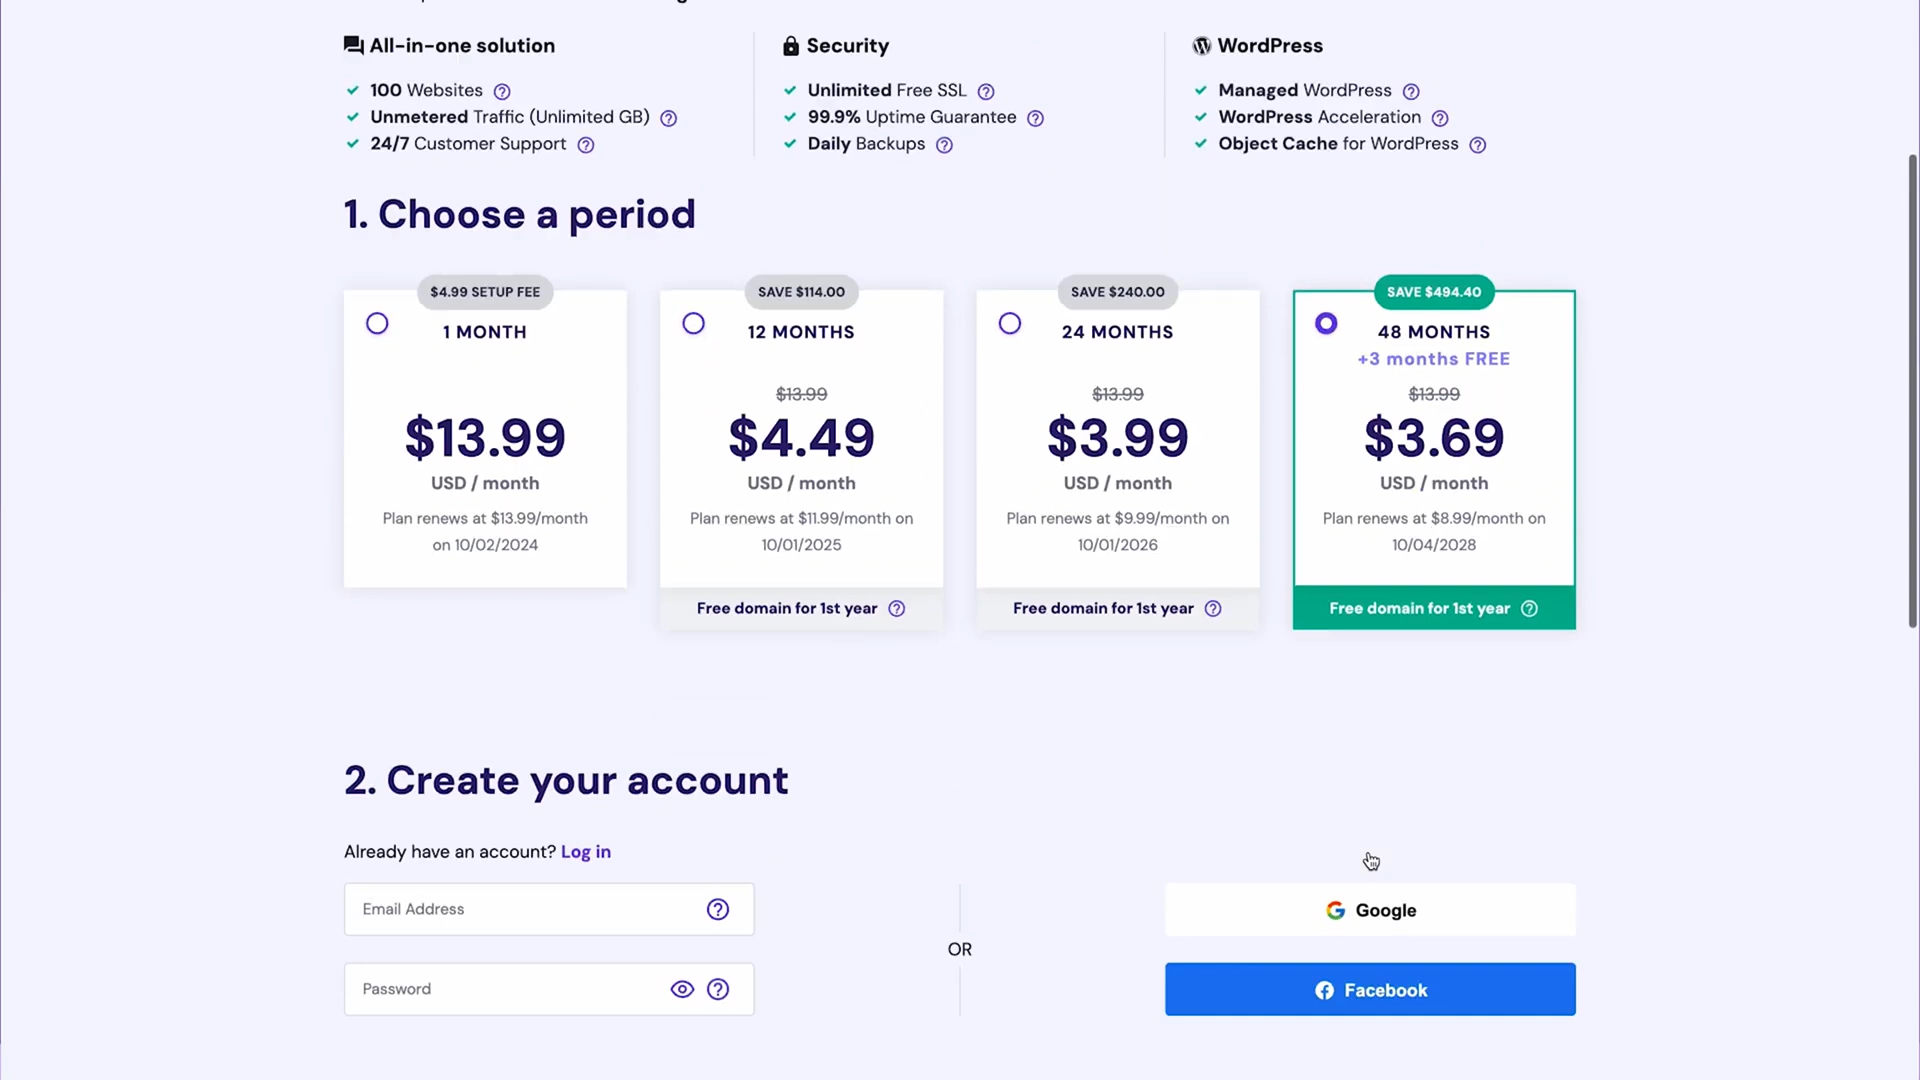 All-in-one solution
100 Websites
Unmetered Traffic (Unlimited GB)
24/7 Customer Support
Security
Unlimited Free SSL
99.9% Uptime Guarantee
Daily Backups
WordPress
Managed WordPress
WordPress Acceleration
Object Cache for WordPress
1. Choose a period
$4.99 SETUP FEE
1 MONTH
$13.99
USD / month
Plan renews at $13.99/month
on 10/02/2024
SAVE $114.00
12 MONTHS
$13.99
$4.49
USD / month
Plan renews at $11.99/month on
10/01/2025
Free domain for 1st year
SAVE $240.00
24 MONTHS
$13.99
$3.99
USD / month
Plan renews at $9.99/month on
10/01/2026
Free domain for 1st year
SAVE $494.40
48 MONTHS
+3 months FREE
$13.99
$3.69
USD / month
Plan renews at $8.99/month on
10/04/2028
Free domain for 1st year
2. Create your account
Already have an account? Log in
Email Address
Password
OR
Google
Facebook